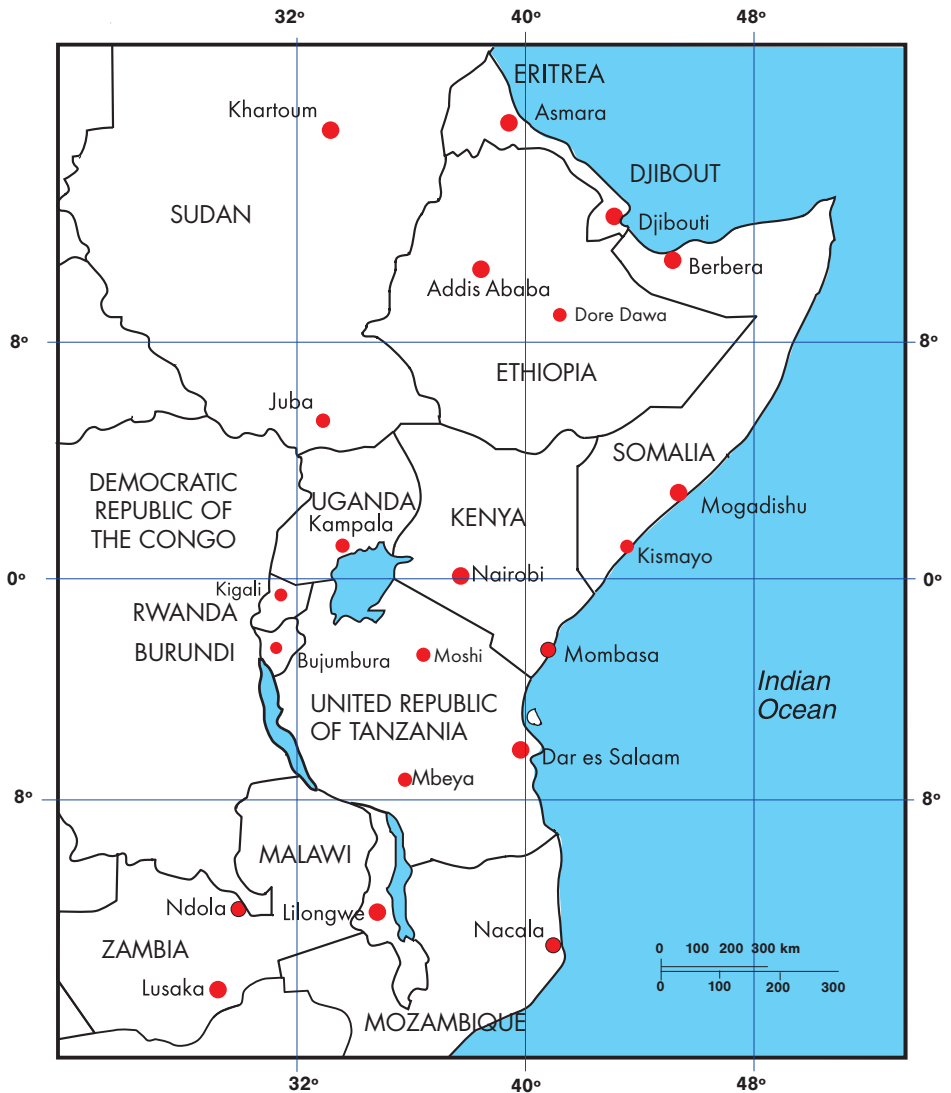 32°
40°
48°
ERITREA
Khartoum
Asmara
DJIBOUT
SUDAN
Djibouti
Berbera
Addis Ababa
Dore Dawa
8°
8°
ETHIOPIA
Juba
SOMALIA
DEMOCRATIC
REPUBLIC OF
THE CONGO
UGANDA
Kampala
KENYA
Mogadishu
Kismayo
0°
0°
Nairobi
Kigali
RWANDA
BURUNDI
Bujumbura
Moshi
Mombasa
Indian
Ocean
UNITED REPUBLIC
OF TANZANIA
Dar es Salaam
Mbeya
8°
8°
MALAWI
Ndola
Lilongwe
Nacala
ZAMBIA
0 100 200 300 km
0 100 200 300
Lusaka
MOZAMBIQUE
32°
40°
48°